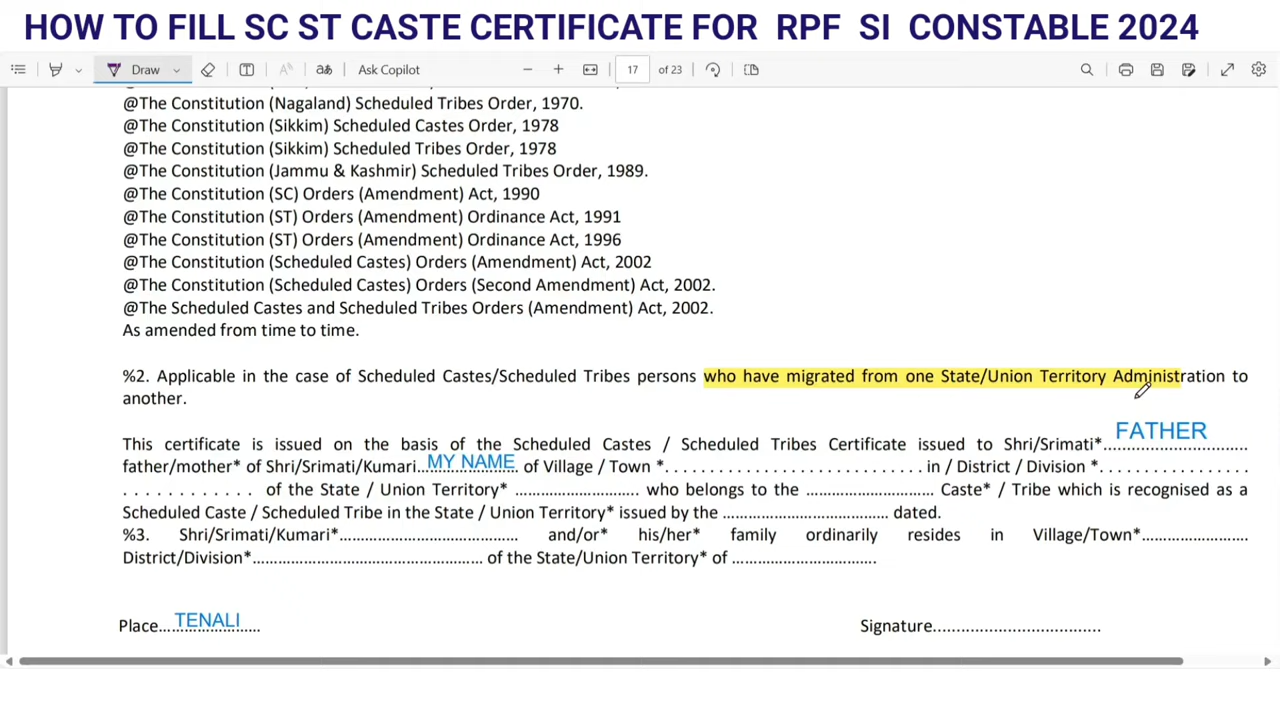 HOW TO FILL SC ST CASTE CERTIFICATE FOR RPF SI CONSTABLE 2024
Draw aあ Ask Copilot 17 of 23
@The Constitution (Nagaland) Scheduled Tribes Order, 1970.
@The Constitution (Sikkim) Scheduled Castes Order, 1978
@The Constitution (Sikkim) Scheduled Tribes Order, 1978
@The Constitution (Jammu & Kashmir) Scheduled Tribes Order, 1989.
@The Constitution (SC) Orders (Amendment) Act, 1990
@The Constitution (ST) Orders (Amendment) Ordinance Act, 1991
@The Constitution (ST) Orders (Amendment) Ordinance Act, 1996
@The Constitution (Scheduled Castes) Orders (Amendment) Act, 2002
@The Constitution (Scheduled Castes) Orders (Second Amendment) Act, 2002.
@The Scheduled Castes and Scheduled Tribes Orders (Amendment) Act, 2002.
As amended from time to time.
%2. Applicable in the case of Scheduled Castes/Scheduled Tribes persons who have migrated from one State/Union Territory Administration to
another.
This certificate is issued on the basis of the Scheduled Castes / Scheduled Tribes Certificate issued to Shri/Srimati* FATHER
father/mother* of Shri/Srimati/Kumari..MY NAME of Village / Town *. . . . . . . . . . . . . . . . . . . . . . . . . . . . in / District / Division *. . . . . . . . . . . . . . . .
. . . . . . . . . . . . of the State / Union Territory* ................................ who belongs to the ................................. Caste* / Tribe which is recognised as a
Scheduled Caste / Scheduled Tribe in the State / Union Territory* issued by the ........................................... dated.
%3. Shri/Srimati/Kumari*.............................................. and/or* his/her* family ordinarily resides in Village/Town*...........................
District/Division*........................................................... of the State/Union Territory* of .....................................
Place...TENALI..... Signature...................................